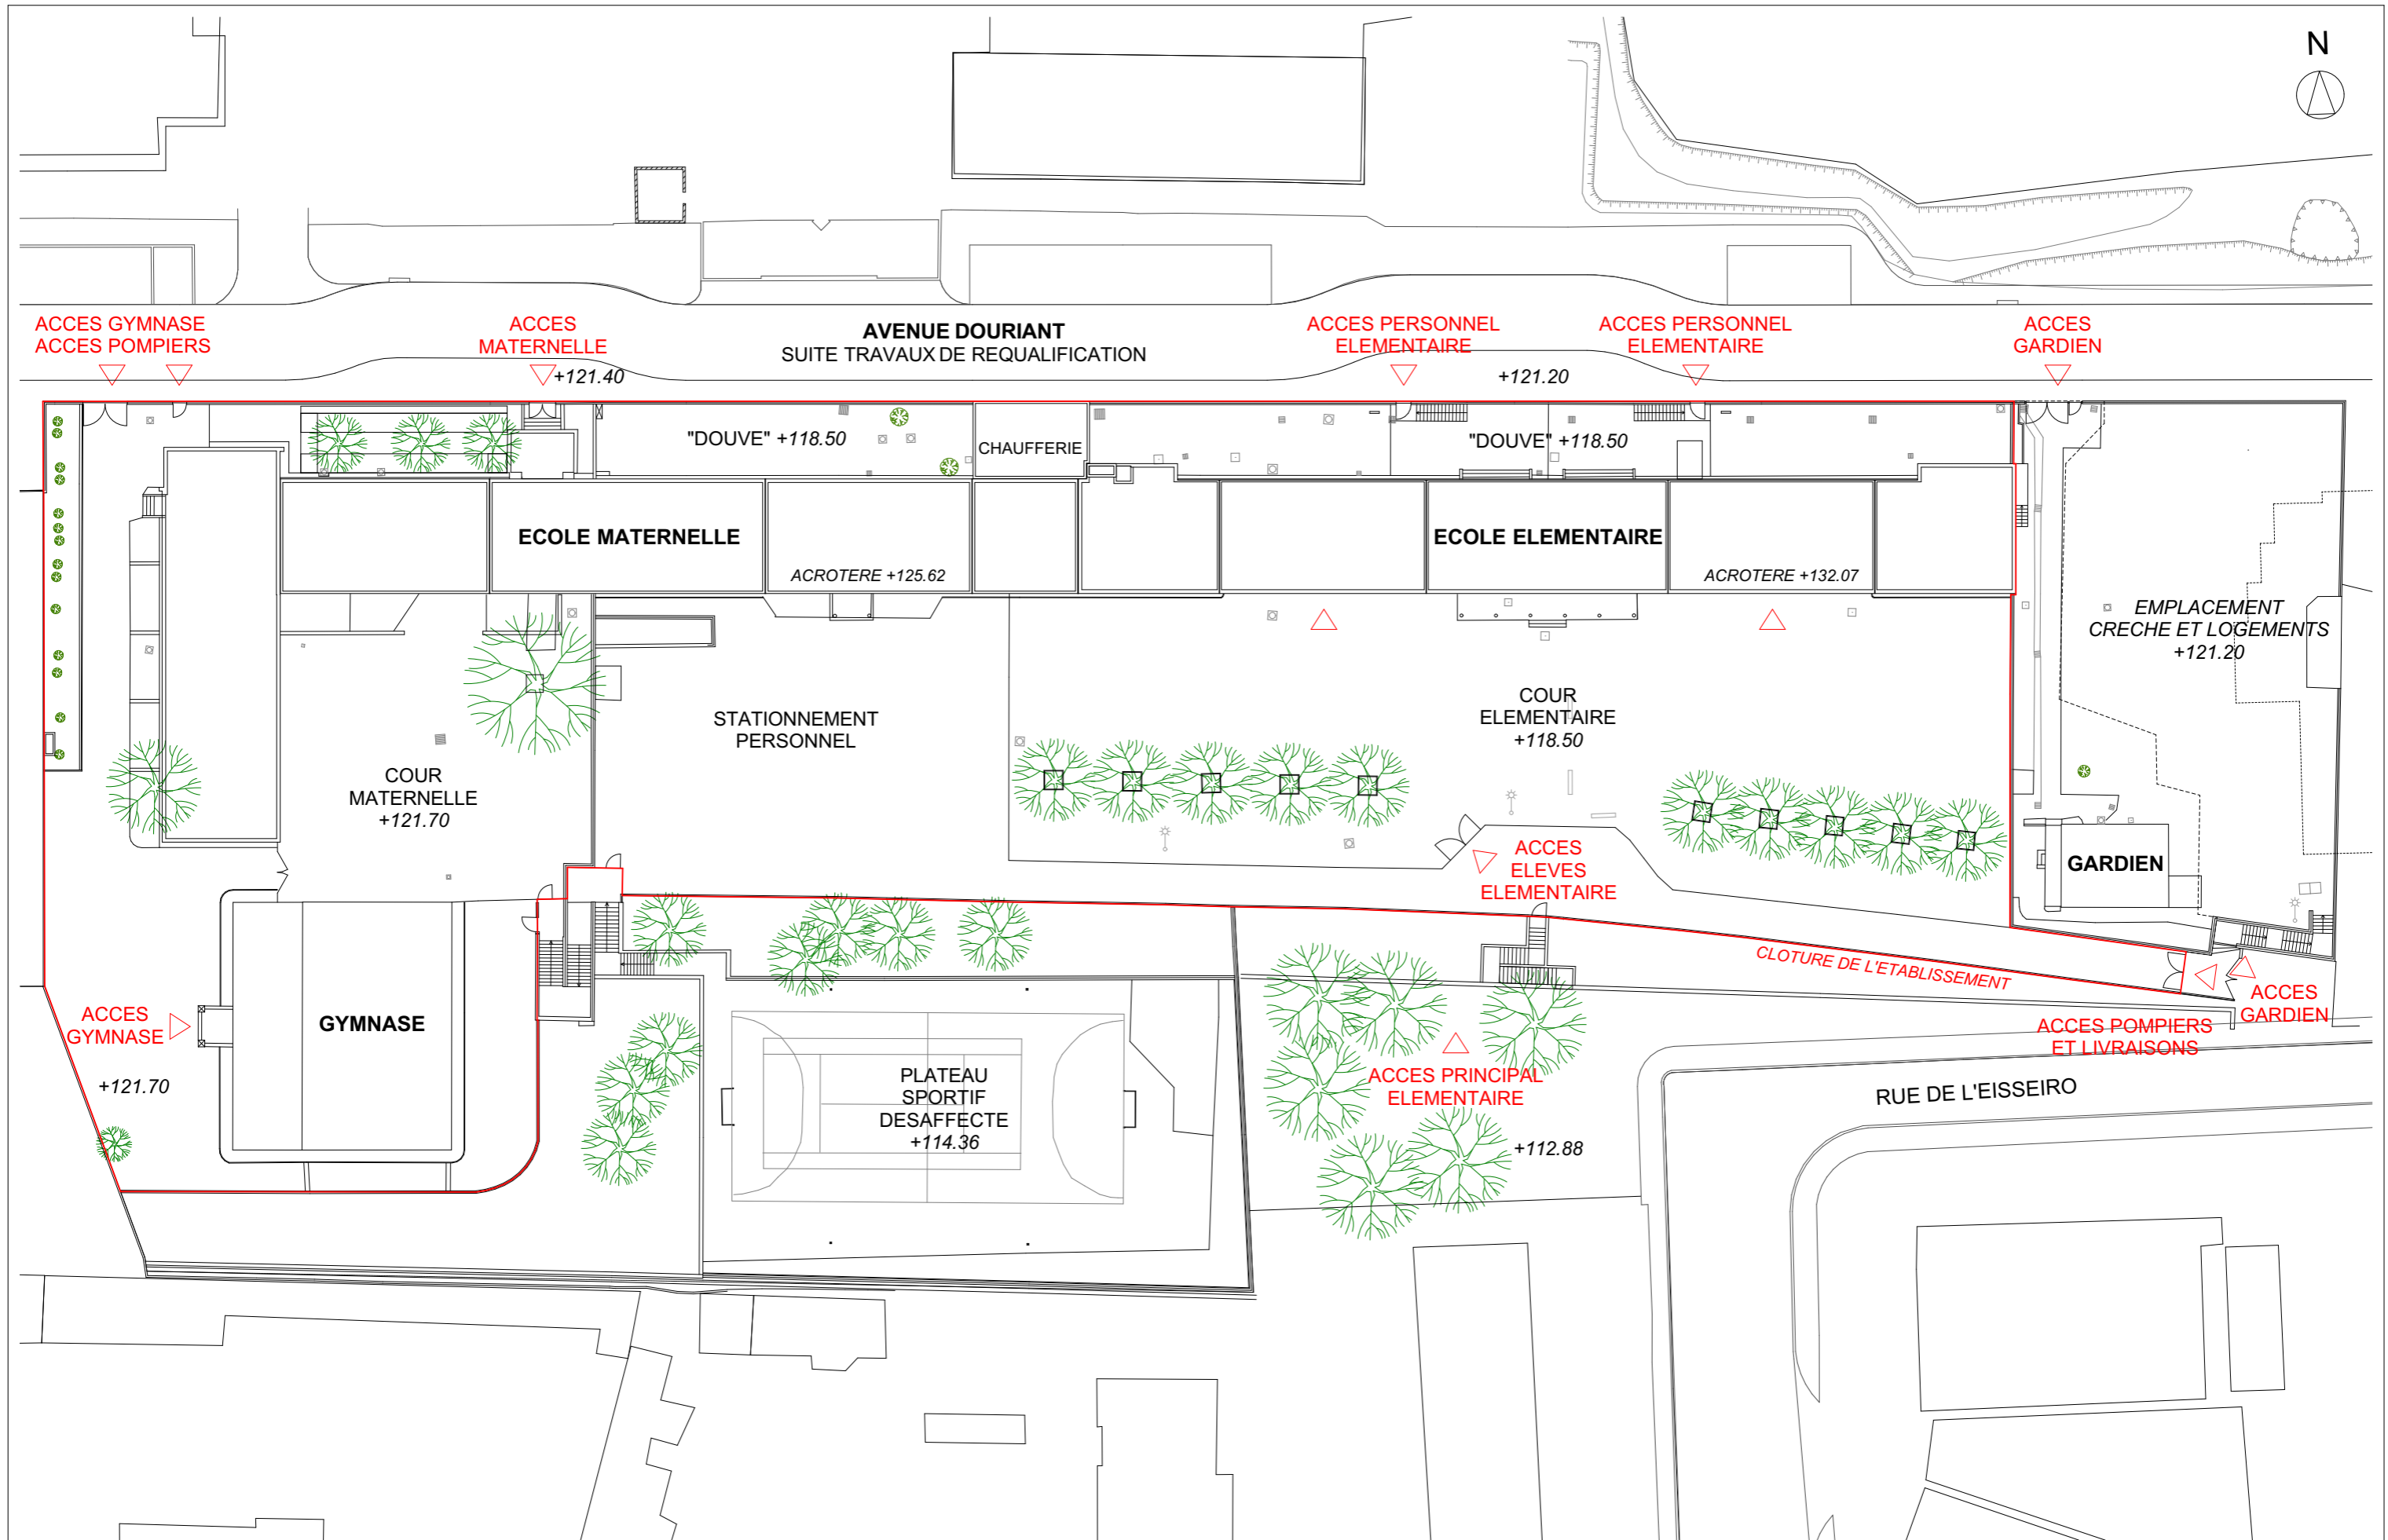 N
ACCES GYMNASE
ACCES POMPIERS
ACCES
MATERNELLE
+121.40
AVENUE DOURIANT
SUITE TRAVAUX DE REQUALIFICATION
ACCES PERSONNEL
ELEMENTAIRE
+121.20
ACCES PERSONNEL
ELEMENTAIRE
ACCES
GARDIEN
"DOUVE" +118.50
CHAUFFERIE
"DOUVE" +118.50
ECOLE MATERNELLE
ACROTERE +125.62
ECOLE ELEMENTAIRE
ACROTERE +132.07
EMPLACEMENT
CRECHE ET LOGEMENTS
+121.20
STATIONNEMENT
PERSONNEL
COUR
ELEMENTAIRE
+118.50
COUR
MATERNELLE
+121.70
ACCES
ELEVES
ELEMENTAIRE
GARDIEN
CLOTURE DE L'ETABLISSEMENT
ACCES
GARDIEN
ACCES POMPIERS
ET LIVRAISONS
ACCES
GYMNASE
GYMNASE
+121.70
PLATEAU
SPORTIF
DESAFFECTE
+114.36
ACCES PRINCIPAL
ELEMENTAIRE
+112.88
RUE DE L'EISSEIRO